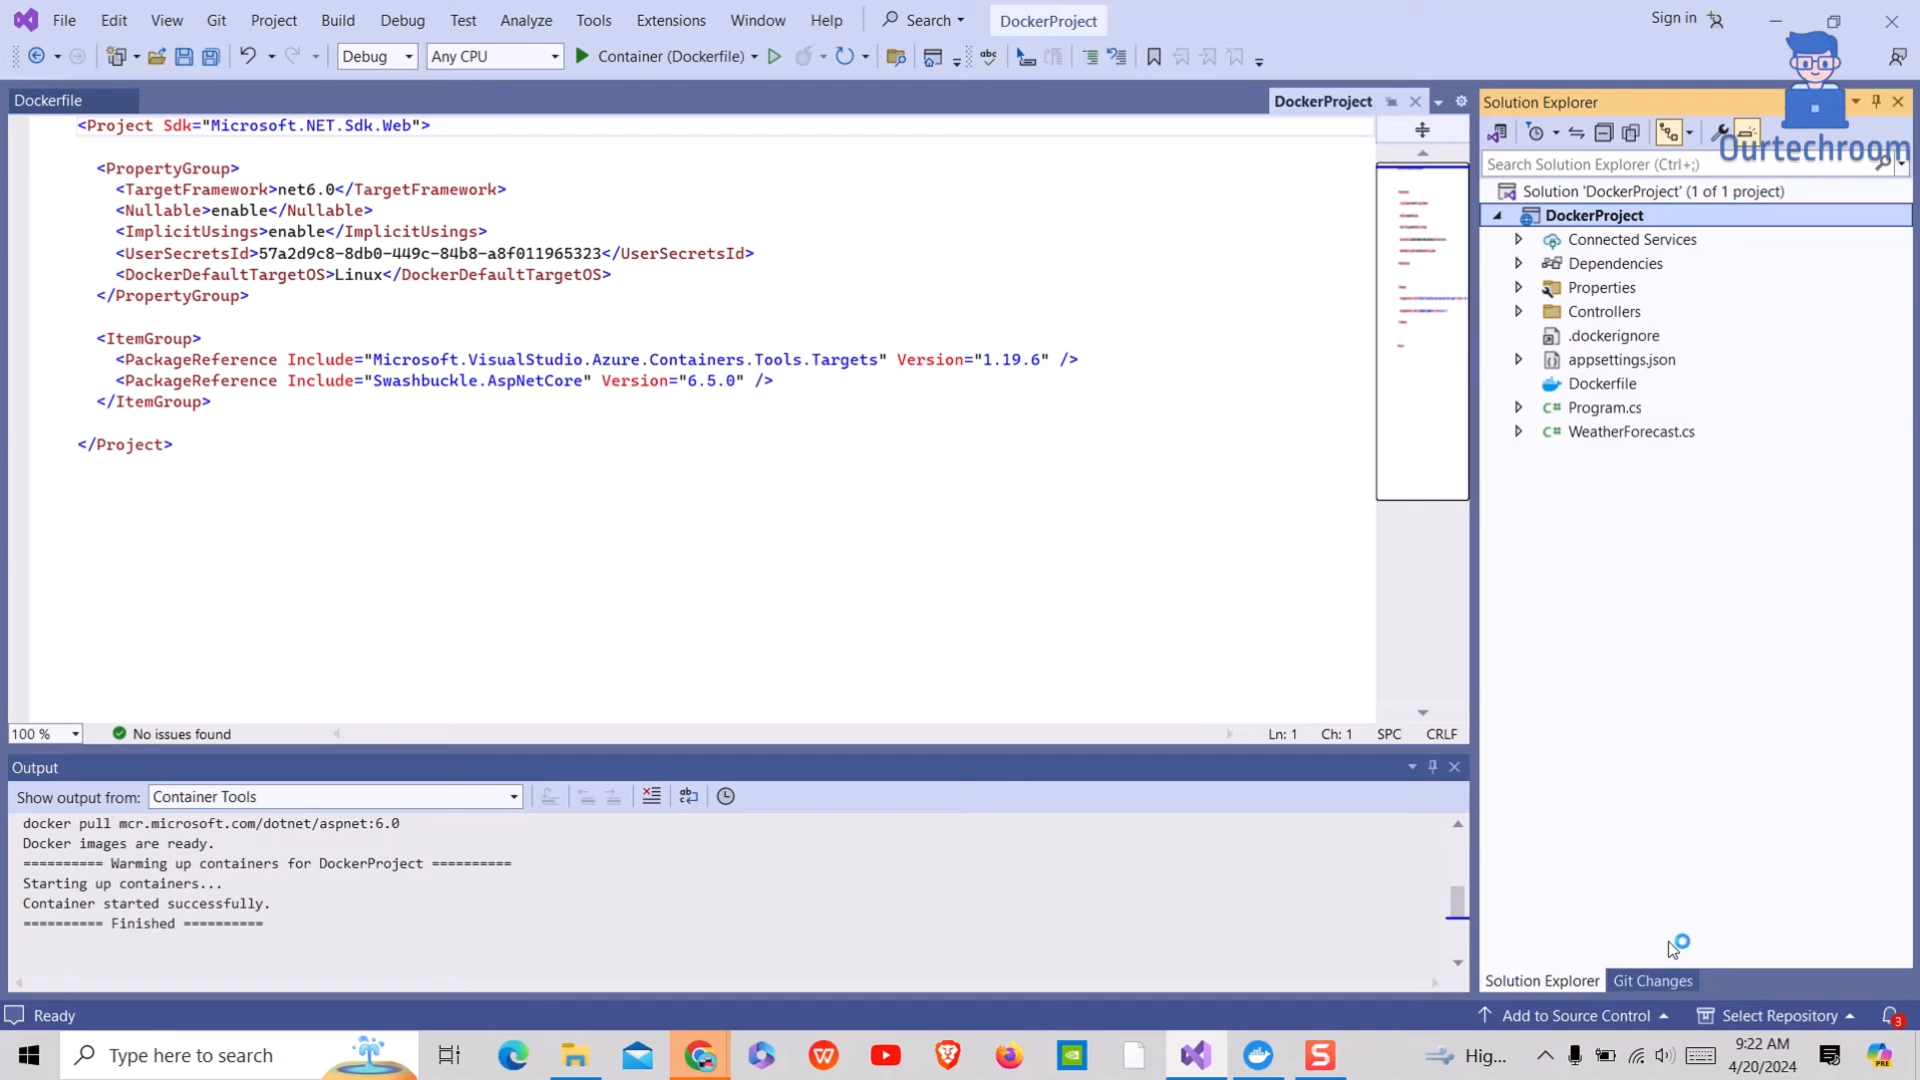 File Edit View Git Project Build Debug Test Analyze Tools Extensions Window Help Search DockerProject Sign in
Debug Any CPU Container (Dockerfile)
Dockerfile DockerProject
<Project Sdk="Microsoft.NET.Sdk.Web">
<PropertyGroup>
<TargetFramework>net6.0</TargetFramework>
<Nullable>enable</Nullable>
<ImplicitUsings>enable</ImplicitUsings>
<UserSecretsId>57a2d9c8-8db0-449c-84b8-a8f011965323</UserSecretsId>
<DockerDefaultTargetOS>Linux</DockerDefaultTargetOS>
</PropertyGroup>
<ItemGroup>
<PackageReference Include="Microsoft.VisualStudio.Azure.Containers.Tools.Targets" Version="1.19.6" />
<PackageReference Include="Swashbuckle.AspNetCore" Version="6.5.0" />
</ItemGroup>
</Project>
100 % No issues found Ln: 1 Ch: 1 SPC CRLF
Output
Show output from: Container Tools
docker pull mcr.microsoft.com/dotnet/aspnet:6.0
Docker images are ready.
========== Warming up containers for DockerProject ==========
Starting up containers...
Container started successfully.
========== Finished ==========
Solution Explorer
Ourtechroom
Search Solution Explorer (Ctrl+;)
Solution 'DockerProject' (1 of 1 project)
DockerProject
Connected Services
Dependencies
Properties
Controllers
.dockerignore
appsettings.json
Dockerfile
C# Program.cs
C# WeatherForecast.cs
Solution Explorer Git Changes
Ready Add to Source Control Select Repository 3
Type here to search Hig... 9:22 AM
4/20/2024